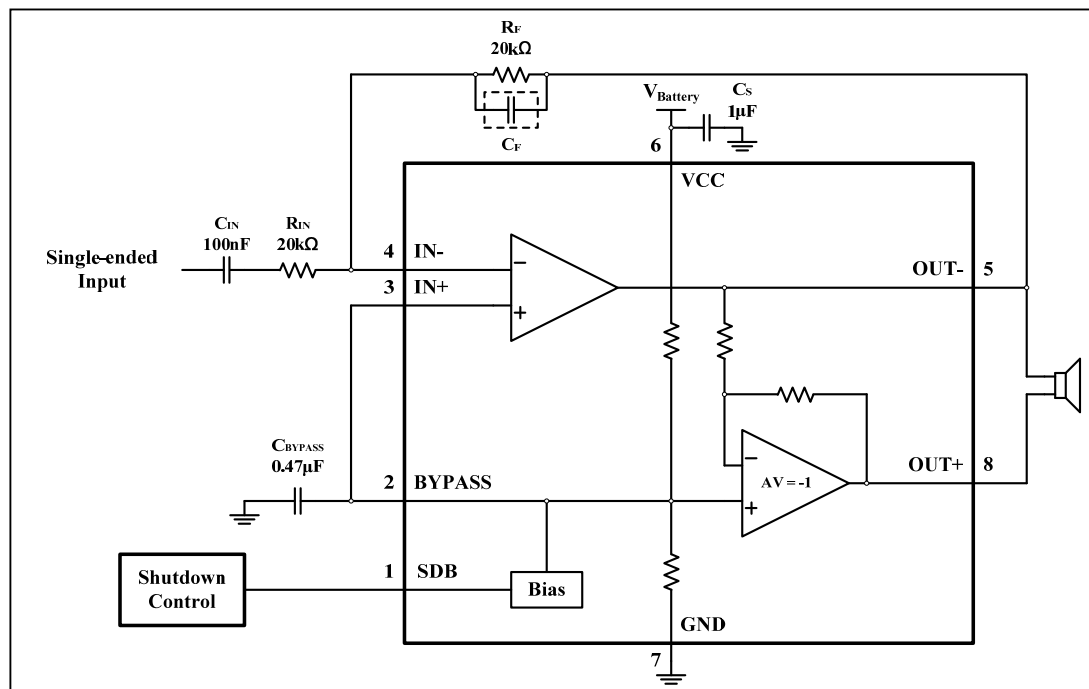 RF
20kΩ
CF
VBattery
CS
1μF
6
VCC
CIN
100nF
RIN
20kΩ
Single-ended
Input
4
IN-
3
IN+
−
+
OUT-
5
CBYPASS
0.47μF
2
BYPASS
−
AV = -1
+
OUT+
8
Shutdown
Control
1
SDB
Bias
GND
7